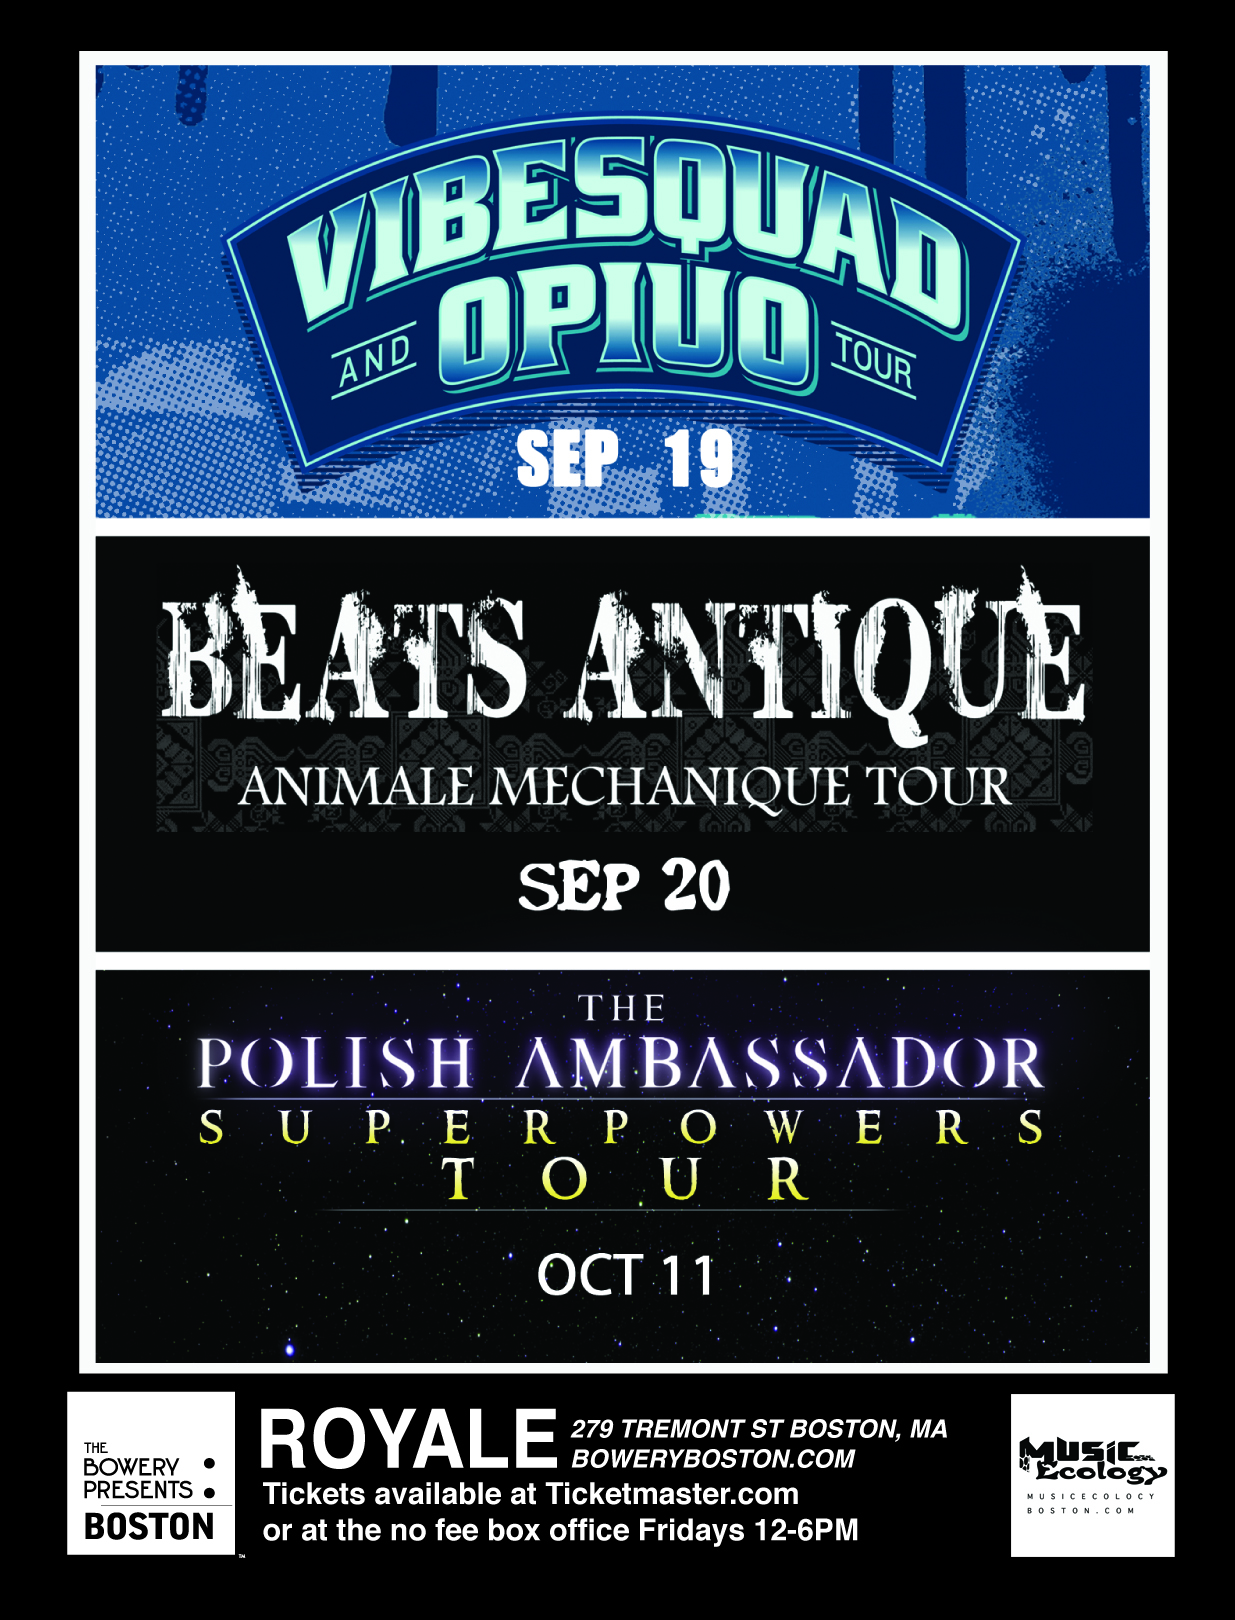 VIBESQUAD
AND OPIUO TOUR
SEP 19
BEATS ANTIQUE
ANIMALE MECHANIQUE TOUR
SEP 20
THE
POLISH AMBASSADOR
SUPERPOWERS
TOUR
OCT 11
THE
BOWERY
PRESENTS
BOSTON
TM
ROYALE
279 TREMONT ST BOSTON, MA
BOWERYBOSTON.COM
Tickets available at Ticketmaster.com
or at the no fee box office Fridays 12-6PM
MUSIC
Ecology
MUSICECOLOCY
BOSTON.COM